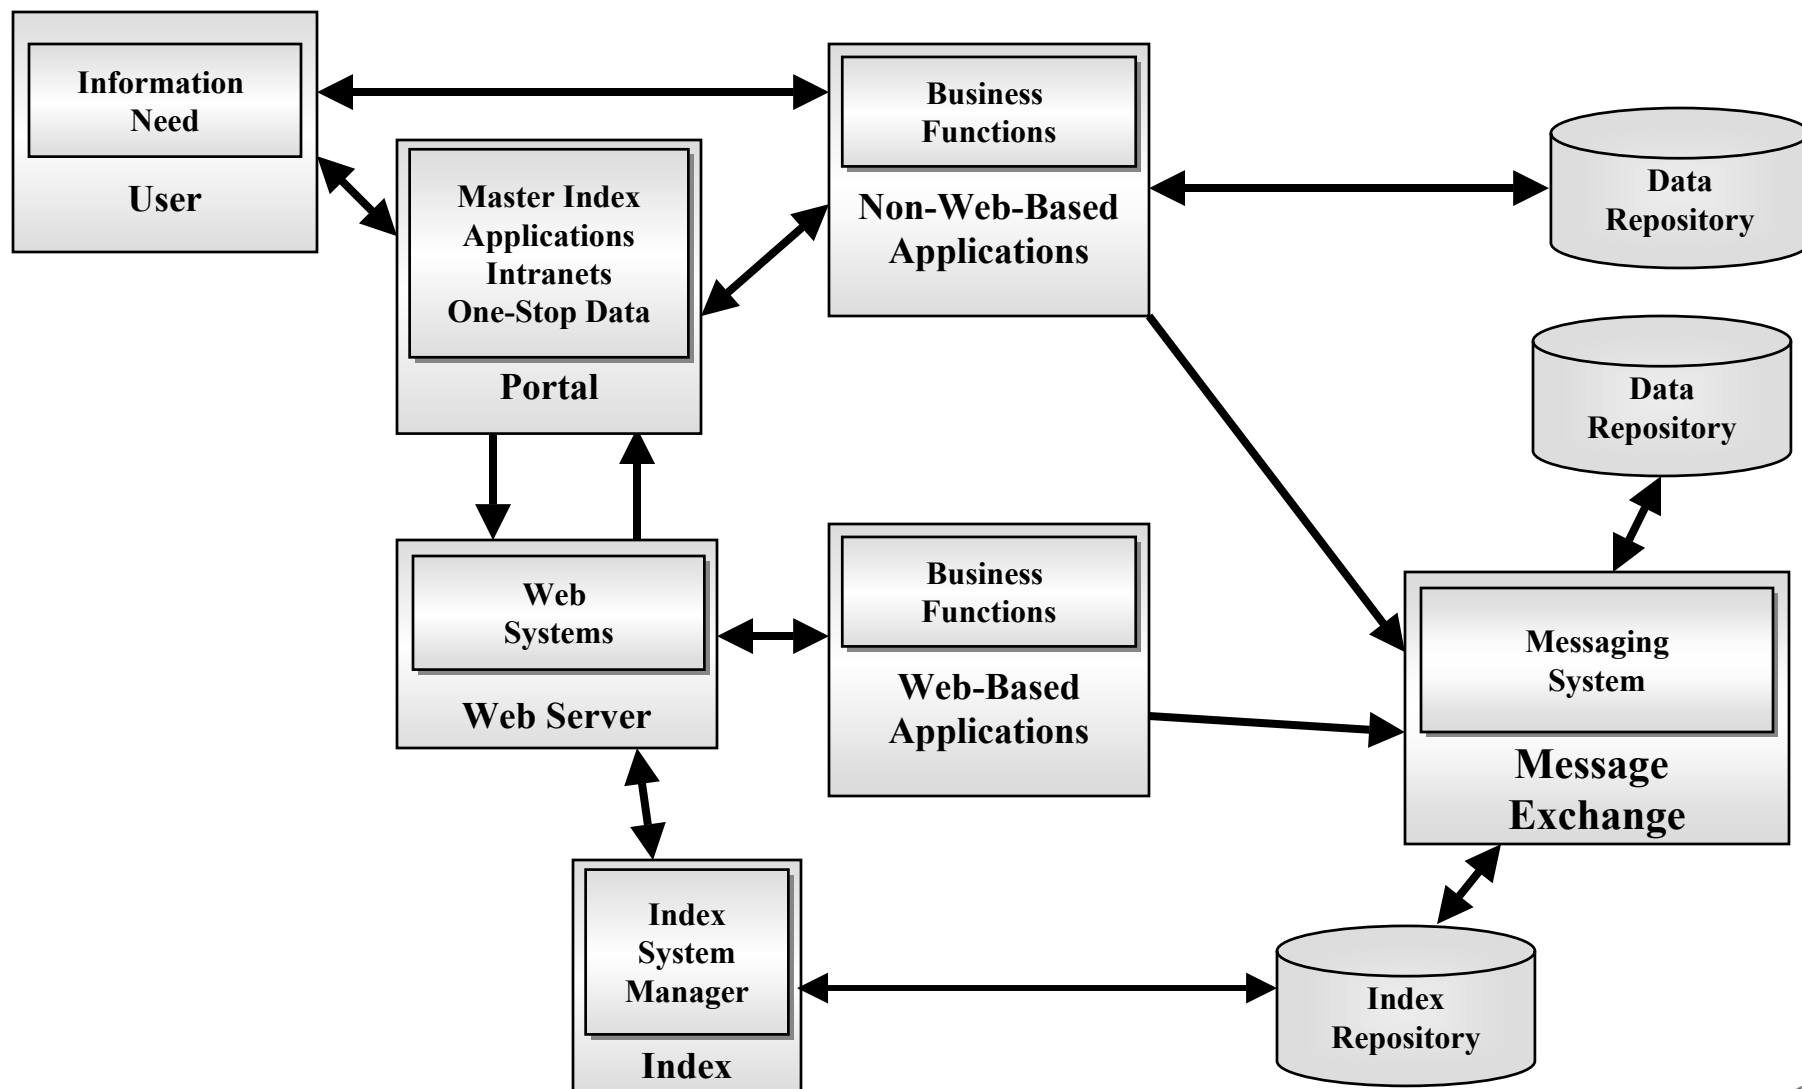 Information
Need
User
Master Index
Applications
Intranets
One-Stop Data
Portal
Business
Functions
Non-Web-Based
Applications
Data
Repository
Data
Repository
Web
Systems
Web Server
Business
Functions
Web-Based
Applications
Messaging
System
Message
Exchange
Index
System
Manager
Index
Index
Repository